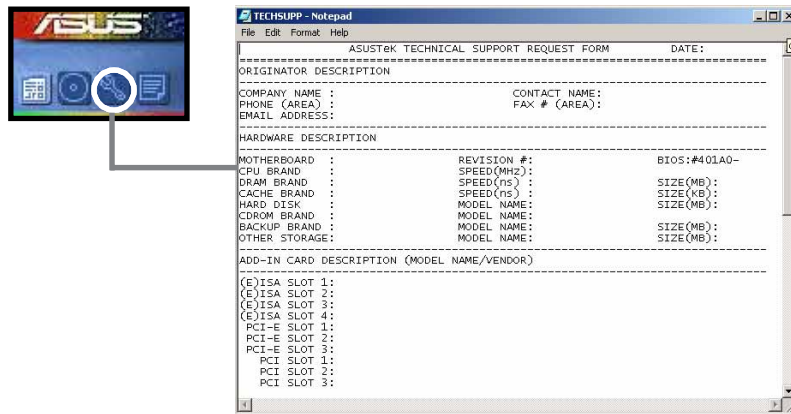 /ISUS
TECHSUPP - Notepad
File Edit Format Help
ASUSTeK TECHNICAL SUPPORT REQUEST FORM DATE:
==============================================================================
ORIGINATOR DESCRIPTION
------------------------------------------------------------------------------
COMPANY NAME : CONTACT NAME:
PHONE (AREA) : FAX # (AREA):
EMAIL ADDRESS:
------------------------------------------------------------------------------
HARDWARE DESCRIPTION
------------------------------------------------------------------------------
MOTHERBOARD : REVISION #: BIOS:#401A0-
CPU BRAND : SPEED(MHz):
DRAM BRAND : SPEED(ns) : SIZE(MB):
CACHE BRAND : SPEED(ns) : SIZE(KB):
HARD DISK : MODEL NAME: SIZE(MB):
CDROM BRAND : MODEL NAME:
BACKUP BRAND : MODEL NAME: SIZE(MB):
OTHER STORAGE: MODEL NAME: SIZE(MB):
------------------------------------------------------------------------------
ADD-IN CARD DESCRIPTION (MODEL NAME/VENDOR)
------------------------------------------------------------------------------
(E)ISA SLOT 1:
(E)ISA SLOT 2:
(E)ISA SLOT 3:
(E)ISA SLOT 4:
PCI-E SLOT 1:
PCI-E SLOT 2:
PCI-E SLOT 3:
PCI SLOT 1:
PCI SLOT 2:
PCI SLOT 3: